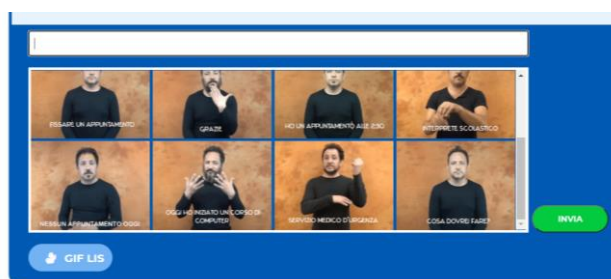 FISSARE UN APPUNTAMENTO
GRAZIE
HO UN APPUNTAMENTO ALLE 2:30
INTERPRETE SCOLASTICO
NESSUN APPUNTAMENTO OGGI
OGGI HO INIZIATO UN CORSO DI
COMPUTER
SERVIZIO MEDICO D'URGENZA
COSA DOVREI FARE?
INVIA
GIF LIS